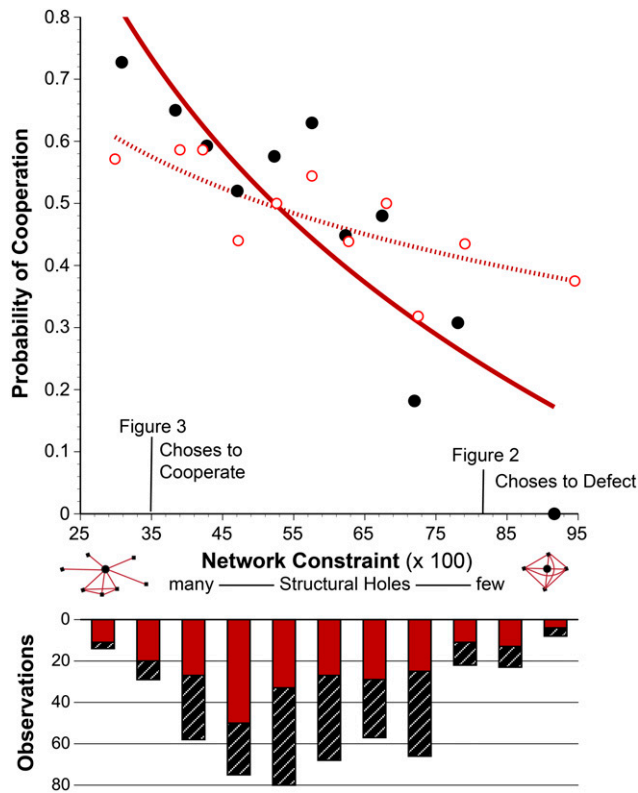 0.8
0.7
0.6
0.5
0.4
0.3
0.2
0.1
0
Probability of Cooperation
Figure 3
Choses to
Cooperate
Figure 2
Choses to Defect
25 35 45 55 65 75 85 95
Network Constraint (x 100)
many Structural Holes few
0
20
40
60
80
Observations